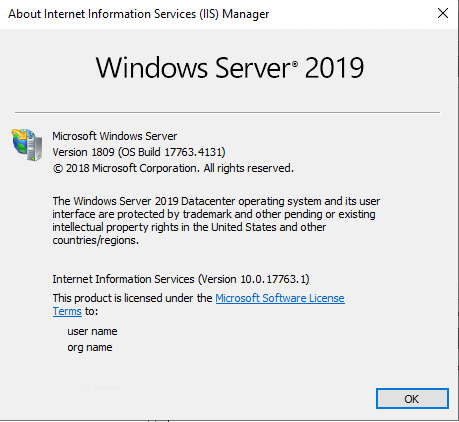 About Internet Information Services (IIS) Manager
Windows Server® 2019
Microsoft Windows Server
Version 1809 (OS Build 17763.4131)
© 2018 Microsoft Corporation. All rights reserved.
The Windows Server 2019 Datacenter operating system and its user
interface are protected by trademark and other pending or existing
intellectual property rights in the United States and other
countries/regions.
Internet Information Services (Version 10.0.17763.1)
This product is licensed under the Microsoft Software License
Terms to:
user name
org name
OK